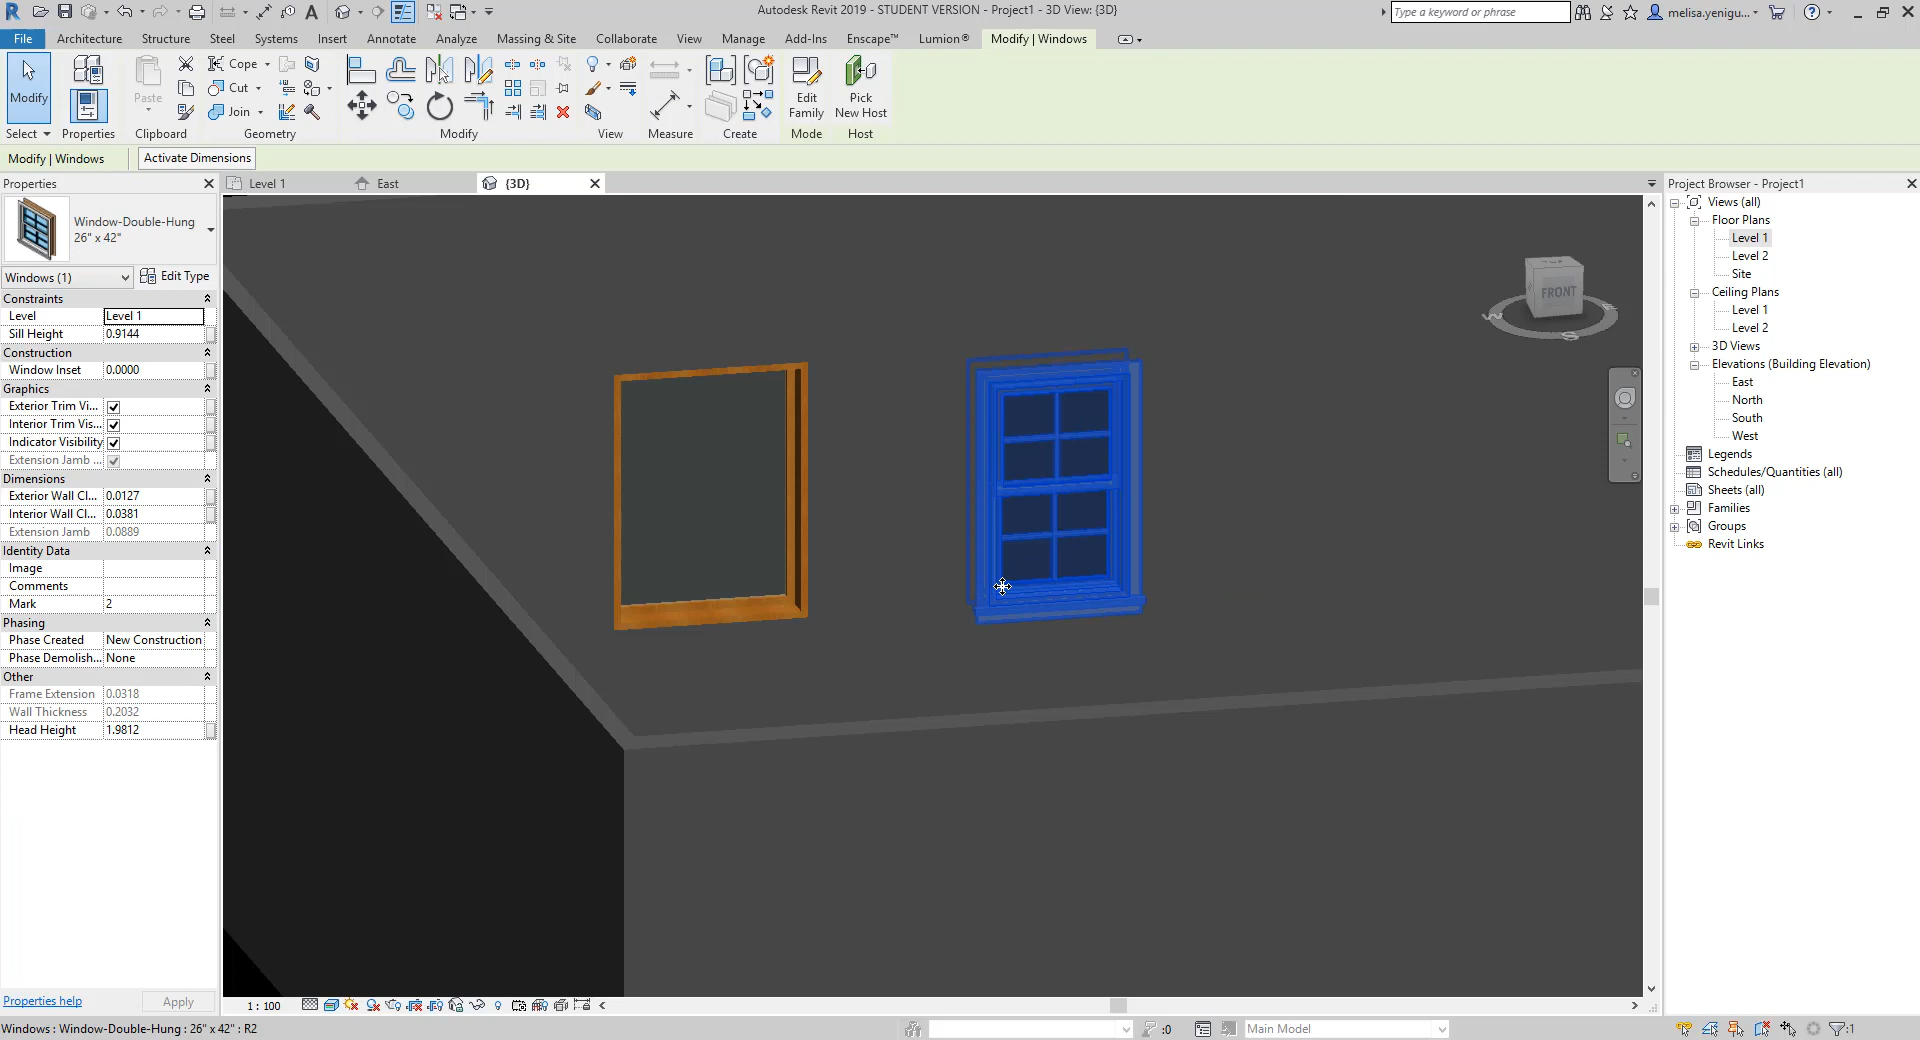 Autodesk Revit 2019 - STUDENT VERSION - Project1 - 3D View: {3D}
Type a keyword or phrase
melisa.yenigu...
File
Architecture
Structure
Steel
Systems
Insert
Annotate
Analyze
Massing & Site
Collaborate
View
Manage
Add-Ins
Enscape™
Lumion®
Modify | Windows
Modify
Paste
Cope
Cut
Join
Edit
Family
Pick
New Host
Select
Properties
Clipboard
Geometry
Modify
View
Measure
Create
Mode
Host
Modify | Windows
Activate Dimensions
Properties
Level 1
East
{3D}
Project Browser - Project1
Window-Double-Hung
26" x 42"
Windows (1)
Edit Type
Constraints
Level Level 1
Sill Height 0.9144
Construction
Window Inset 0.0000
Graphics
Exterior Trim Vi...
Interior Trim Vis...
Indicator Visibility
Extension Jamb ...
Dimensions
Exterior Wall Cl... 0.0127
Interior Wall Cl... 0.0381
Extension Jamb 0.0889
Identity Data
Image
Comments
Mark 2
Phasing
Phase Created New Construction
Phase Demolish... None
Other
Frame Extension 0.0318
Wall Thickness 0.2032
Head Height 1.9812
Properties help
Apply
FRONT
W
S
Views (all)
Floor Plans
Level 1
Level 2
Site
Ceiling Plans
Level 1
Level 2
3D Views
Elevations (Building Elevation)
East
North
South
West
Legends
Schedules/Quantities (all)
Sheets (all)
Families
Groups
Revit Links
1 : 100
Windows : Window-Double-Hung : 26" x 42" : R2
:0
Main Model
:1